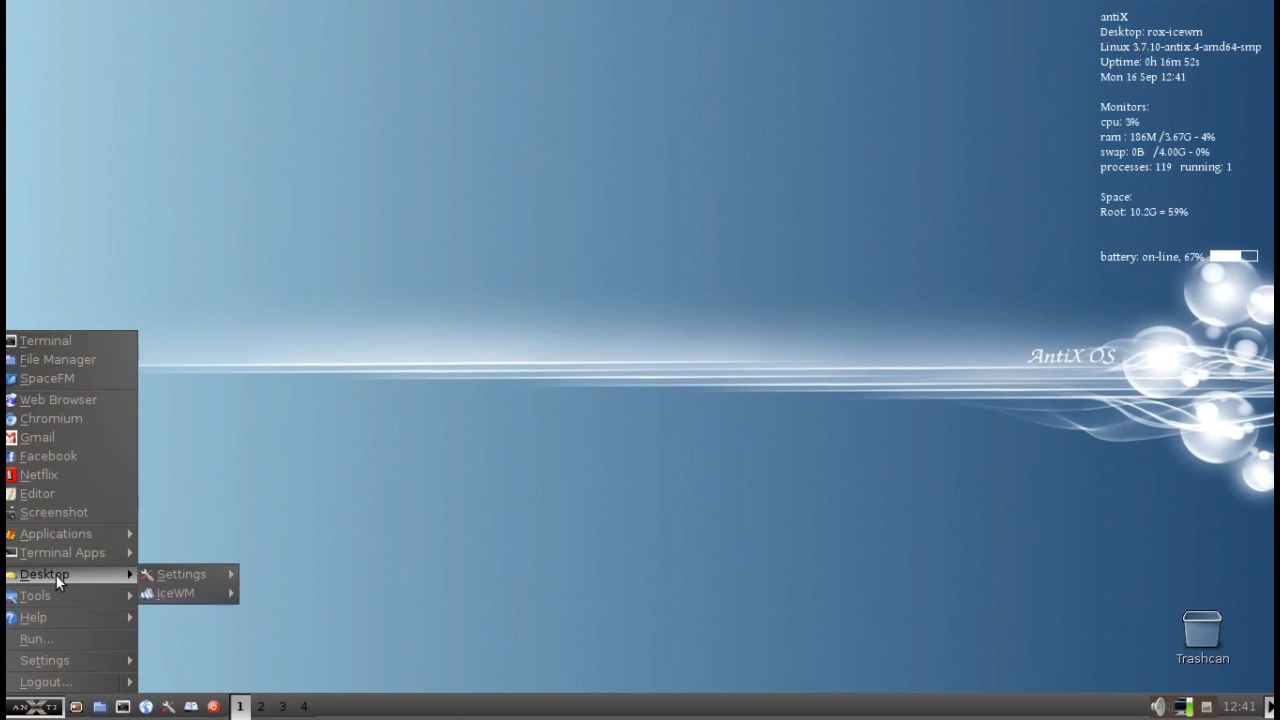 antiX
Desktop: rox-icewm
Linux 3.7.10-antix.4-amd64-smp
Uptime: 0h 16m 52s
Mon 16 Sep 12:41
Monitors:
cpu: 3%
ram : 186M /3.67G - 4%
swap: 0B /4.00G - 0%
processes: 119 running: 1
Space:
Root: 10.2G = 59%
battery: on-line, 67%
AntiX OS
Terminal
File Manager
SpaceFM
Web Browser
Chromium
Gmail
Facebook
Netflix
Editor
Screenshot
Applications
Terminal Apps
Desktop
Settings
IceWM
Tools
Help
Run...
Settings
Logout...
Trashcan
ANTI X
1 2 3 4
12:41